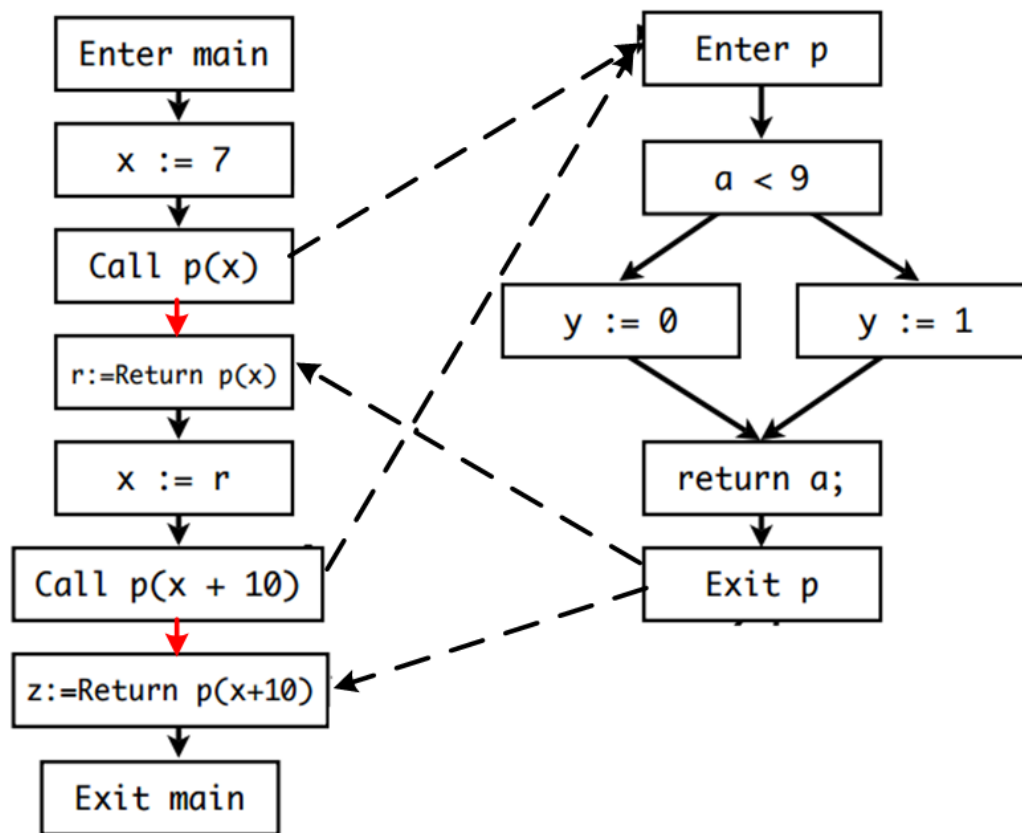 Enter main
x := 7
Call p(x)
r:=Return p(x)
x := r
Call p(x + 10)
z:=Return p(x+10)
Exit main
Enter p
a < 9
y := 0
y := 1
return a;
Exit p